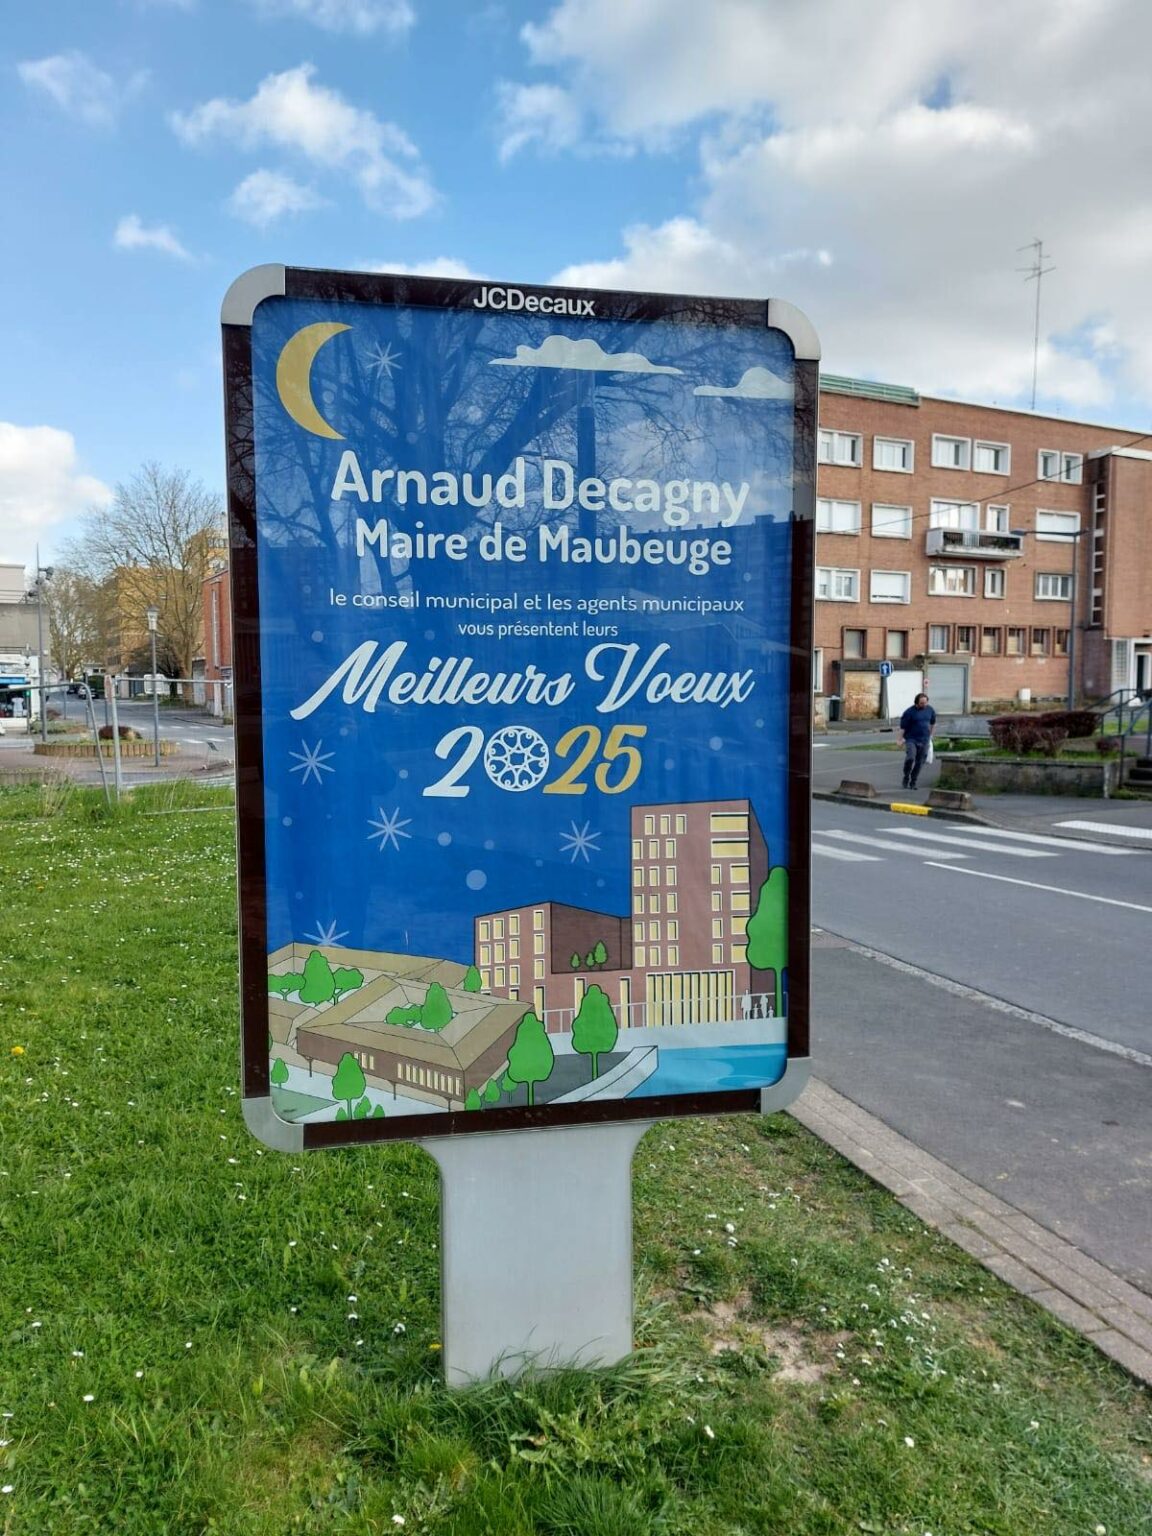 JCDecaux
Arnaud Decagny
Maire de Maubeuge
le conseil municipal et les agents municipaux
vous présentent leurs
Meilleurs Voeux
2025